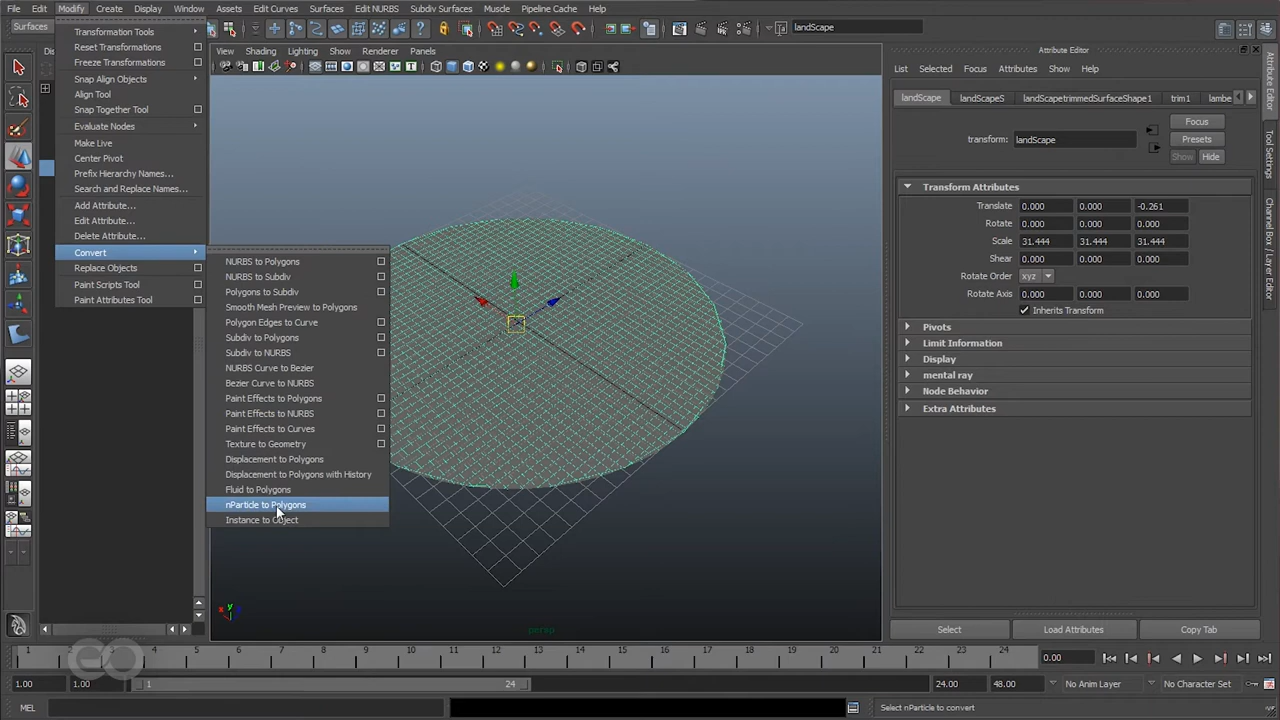 File Edit Modify Create Display Window Assets Edit Curves Surfaces Edit NURBS Subdiv Surfaces Muscle Pipeline Cache Help
Surfaces
landScape
Transformation Tools
Reset Transformations
Freeze Transformations
Snap Align Objects
Align Tool
Snap Together Tool
Evaluate Nodes
Make Live
Center Pivot
Prefix Hierarchy Names...
Search and Replace Names...
Add Attribute...
Edit Attribute...
Delete Attribute...
Convert
Replace Objects
Paint Scripts Tool
Paint Attributes Tool
NURBS to Polygons
NURBS to Subdiv
Polygons to Subdiv
Smooth Mesh Preview to Polygons
Polygon Edges to Curve
Subdiv to Polygons
Subdiv to NURBS
NURBS Curve to Bezier
Bezier Curve to NURBS
Paint Effects to Polygons
Paint Effects to NURBS
Paint Effects to Curves
Texture to Geometry
Displacement to Polygons
Displacement to Polygons with History
Fluid to Polygons
nParticle to Polygons
Instance to Object
View Shading Lighting Show Renderer Panels
persp
x y
Attribute Editor
List Selected Focus Attributes Show Help
landScape landScapeS landScapetrimmedSurfaceShape1 trim1 lambe
transform: landScape
Focus
Presets
Show Hide
Transform Attributes
Translate 0.000 0.000 -0.261
Rotate 0.000 0.000 0.000
Scale 31.444 31.444 31.444
Shear 0.000 0.000 0.000
Rotate Order xyz
Rotate Axis 0.000 0.000 0.000
Inherits Transform
Pivots
Limit Information
Display
mental ray
Node Behavior
Extra Attributes
Select Load Attributes Copy Tab
Attribute Editor
Tool Settings
Channel Box / Layer Editor
1 2 3 4 5 6 7 8 9 10 11 12 13 14 15 16 17 18 19 20 21 22 23 24 0.00
1.00 1.00 1 24 24.00 48.00 No Anim Layer No Character Set
MEL Select nParticle to convert